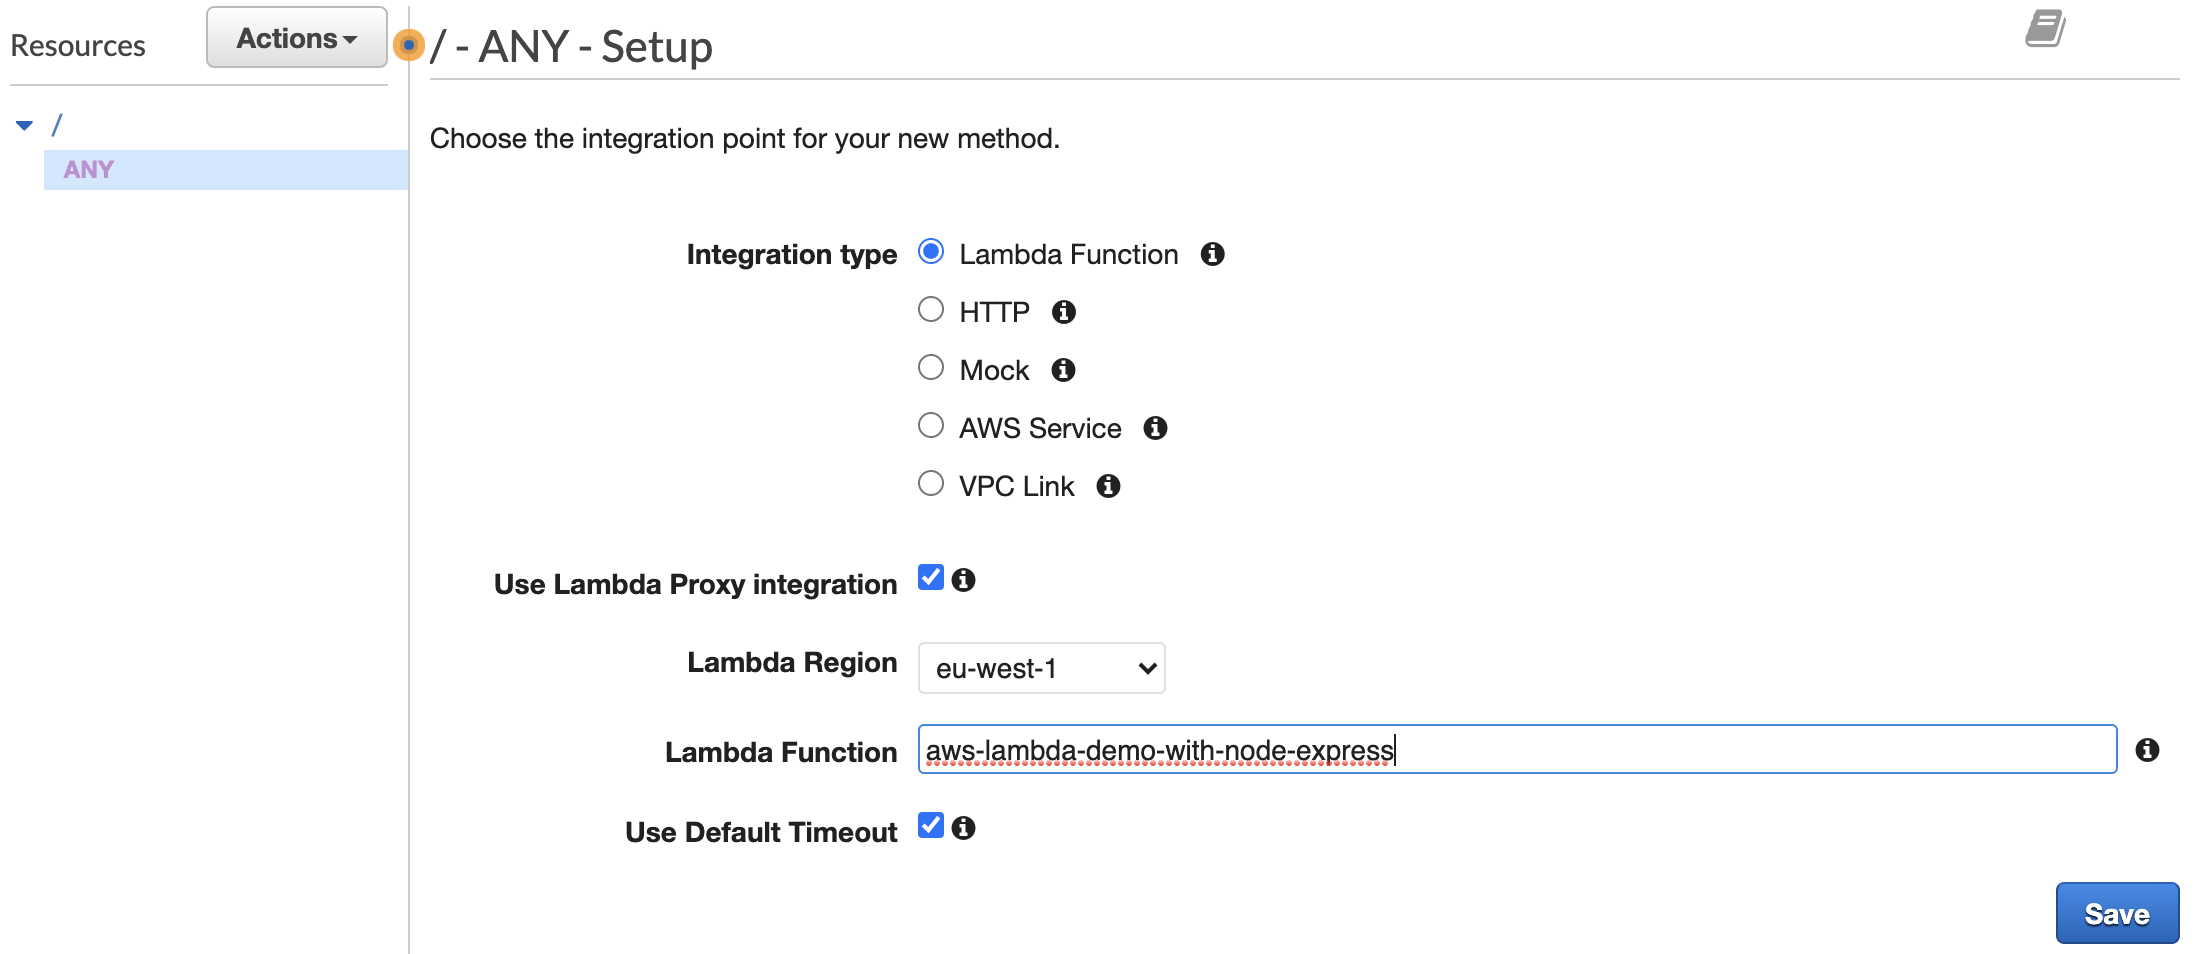 Resources
Actions
/ - ANY - Setup
/
ANY
Choose the integration point for your new method.
Integration type
Lambda Function
HTTP
Mock
AWS Service
VPC Link
Use Lambda Proxy integration
Lambda Region
eu-west-1
Lambda Function
aws-lambda-demo-with-node-express
Use Default Timeout
Save